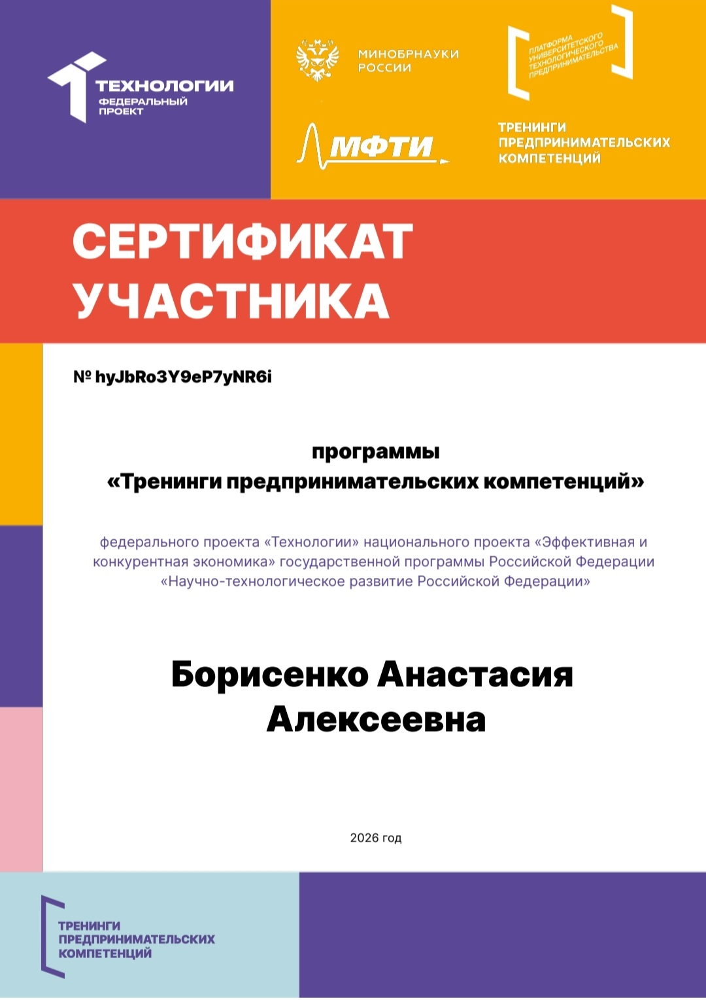 ТЕХНОЛОГИИ
ФЕДЕРАЛЬНЫЙ
ПРОЕКТ
МИНОБРНАУКИ
РОССИИ
МФТИ
ПЛАТФОРМА
УНИВЕРСИТЕТСКОГО
ТЕХНОЛОГИЧЕСКОГО
ПРЕДПРИНИМАТЕЛЬСТВА
ТРЕНИНГИ
ПРЕДПРИНИМАТЕЛЬСКИХ
КОМПЕТЕНЦИЙ
СЕРТИФИКАТ
УЧАСТНИКА
№ hyJbRo3Y9eP7yNR6i
программы
«Тренинги предпринимательских компетенций»
федерального проекта «Технологии» национального проекта «Эффективная и
конкурентная экономика» государственной программы Российской Федерации
«Научно-технологическое развитие Российской Федерации»
Борисенко Анастасия
Алексеевна
2026 год
ТРЕНИНГИ
ПРЕДПРИНИМАТЕЛЬСКИХ
КОМПЕТЕНЦИЙ